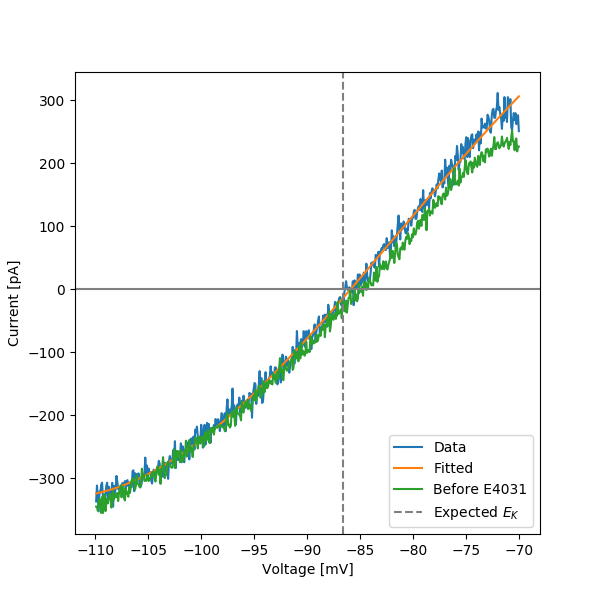 300
200
100
0
−100
−200
−300
Current [pA]
Data
Fitted
Before E4031
Expected E_K
−110 −105 −100 −95 −90 −85 −80 −75 −70
Voltage [mV]